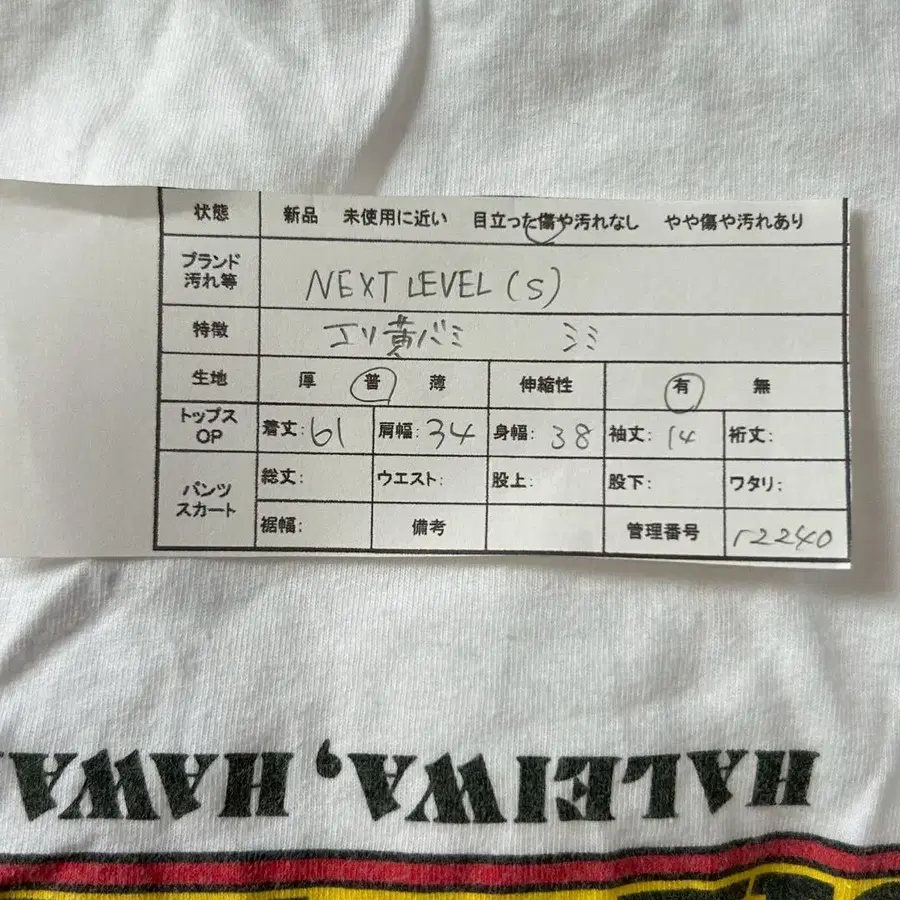 状態 新品 未使用に近い 目立った傷や汚れなし やや傷や汚れあり
ブランド
汚れ等 NEXT LEVEL (S)
特徴 エリ黄バミ シミ
生地 厚 普 薄 伸縮性 有 無
トップス
OP 着丈: 61 肩幅: 34 身幅: 38 袖丈: 14 裄丈:
パンツ
スカート 総丈: ウエスト: 股上: 股下: ワタリ:
裾幅: 備考 管理番号 r2240
HALEIWA, HAWA